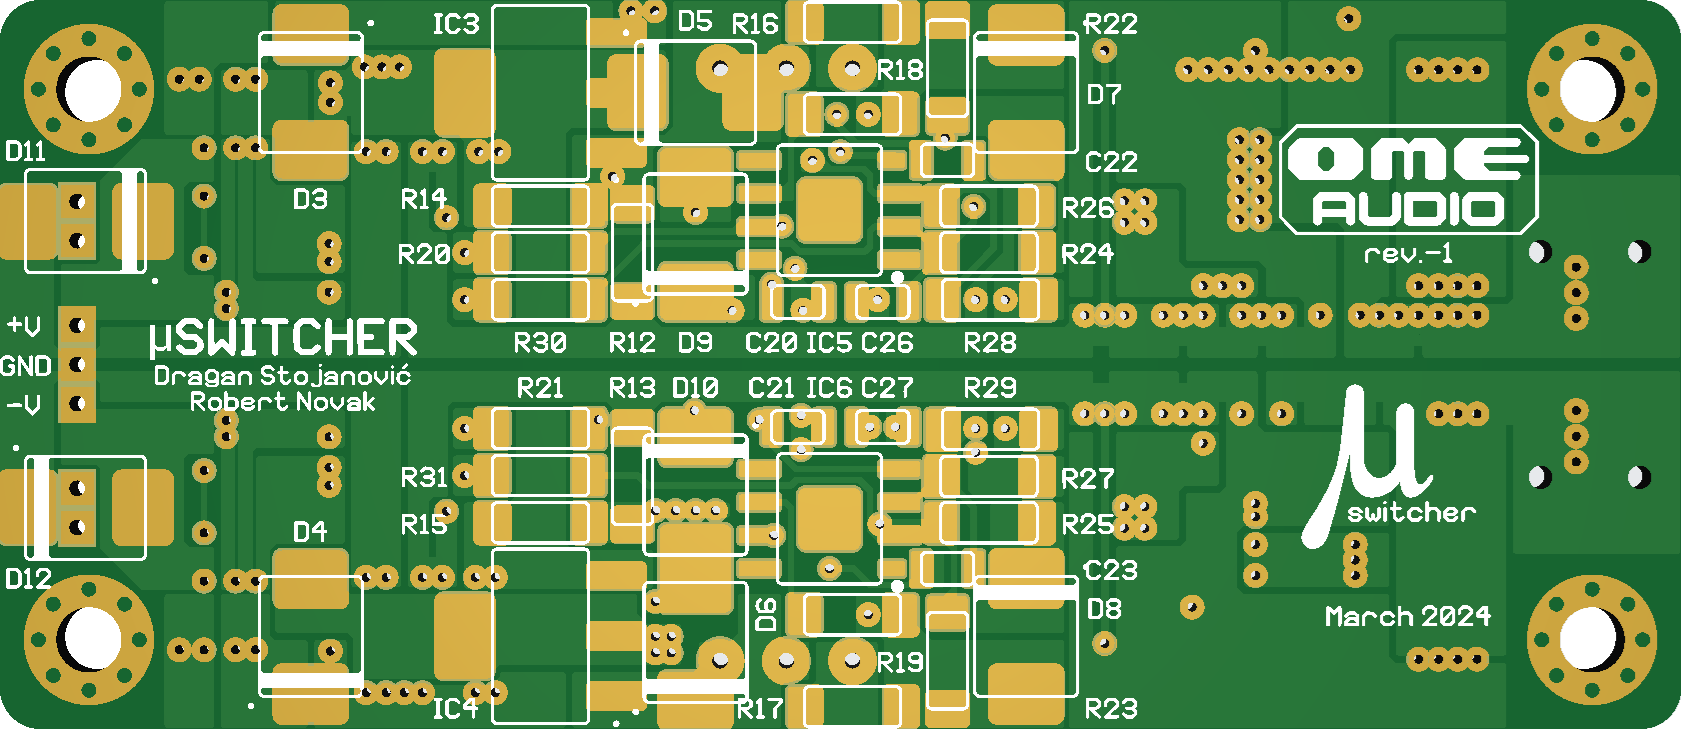 IC3
D5
R16
R22
R18
D7
D11
C22
OME
AUDIO
R14
D3
R26
R20
R24
rev.-1
+V
µSWITCHER
R30
R12
D9
C20
IC5
C26
R28
GND
Dragan Stojanović
R21
R13
D10
C21
IC6
C27
R29
-V
Robert Novak
R31
R27
µ
switcher
R15
R25
D4
D12
C23
D6
D8
March 2024
R19
IC4
R17
R23